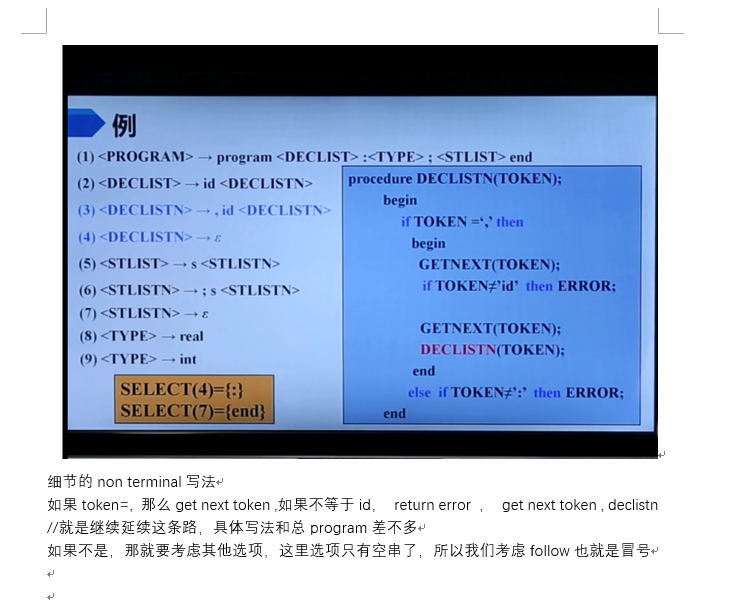 例
(1) <PROGRAM> → program <DECLIST> :<TYPE> ; <STLIST> end
(2) <DECLIST> → id <DECLISTN>
(3) <DECLISTN> → , id <DECLISTN>
(4) <DECLISTN> → ε
(5) <STLIST> → s <STLISTN>
(6) <STLISTN> → ; s <STLISTN>
(7) <STLISTN> → ε
(8) <TYPE> → real
(9) <TYPE> → int
SELECT(4)={:}
SELECT(7)={end}
procedure DECLISTN(TOKEN);
begin
if TOKEN =‘,’ then
begin
GETNEXT(TOKEN);
if TOKEN≠’id’ then ERROR;
GETNEXT(TOKEN);
DECLISTN(TOKEN);
end
else if TOKEN≠’:’ then ERROR;
end
细节的 non terminal 写法
如果 token=, 那么 get next token ,如果不等于 id, return error , get next token , declistn
//就是继续延续这条路，具体写法和总 program 差不多
如果不是，那就要考虑其他选项，这里选项只有空串了，所以我们考虑 follow 也就是冒号